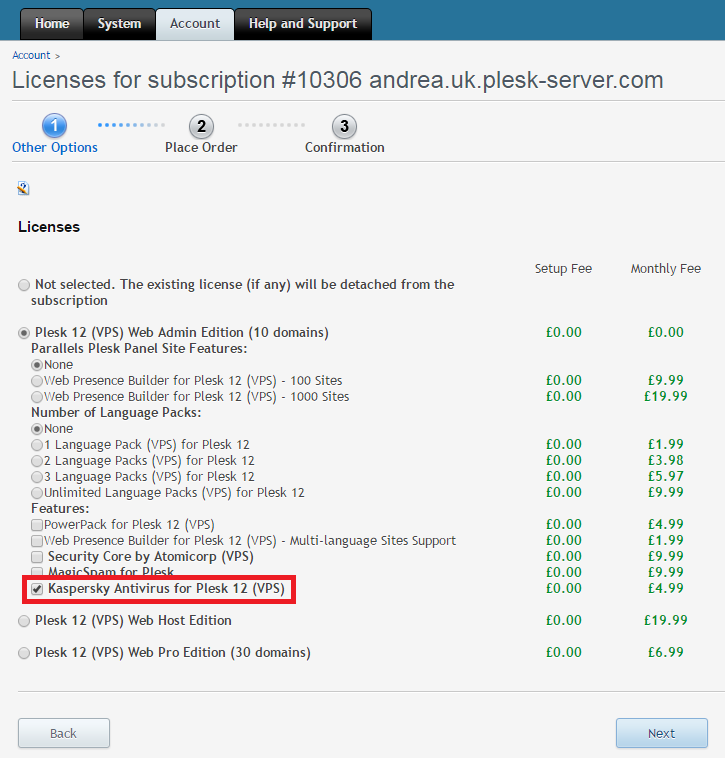 Home System Account Help and Support
Account >
Licenses for subscription #10306 andrea.uk.plesk-server.com
1 2 3
Other Options Place Order Confirmation
Licenses
Setup Fee Monthly Fee
Not selected. The existing license (if any) will be detached from the
subscription
Plesk 12 (VPS) Web Admin Edition (10 domains) £0.00 £0.00
Parallels Plesk Panel Site Features:
None
Web Presence Builder for Plesk 12 (VPS) - 100 Sites £0.00 £9.99
Web Presence Builder for Plesk 12 (VPS) - 1000 Sites £0.00 £19.99
Number of Language Packs:
None
1 Language Pack (VPS) for Plesk 12 £0.00 £1.99
2 Language Packs (VPS) for Plesk 12 £0.00 £3.98
3 Language Packs (VPS) for Plesk 12 £0.00 £5.97
Unlimited Language Packs (VPS) for Plesk 12 £0.00 £9.99
Features:
PowerPack for Plesk 12 (VPS) £0.00 £4.99
Web Presence Builder for Plesk 12 (VPS) - Multi-language Sites Support £0.00 £1.99
Security Core by Atomicorp (VPS) £0.00 £9.99
MagicSpam for Plesk £0.00 £9.99
Kaspersky Antivirus for Plesk 12 (VPS) £0.00 £4.99
Plesk 12 (VPS) Web Host Edition £0.00 £19.99
Plesk 12 (VPS) Web Pro Edition (30 domains) £0.00 £6.99
Back Next